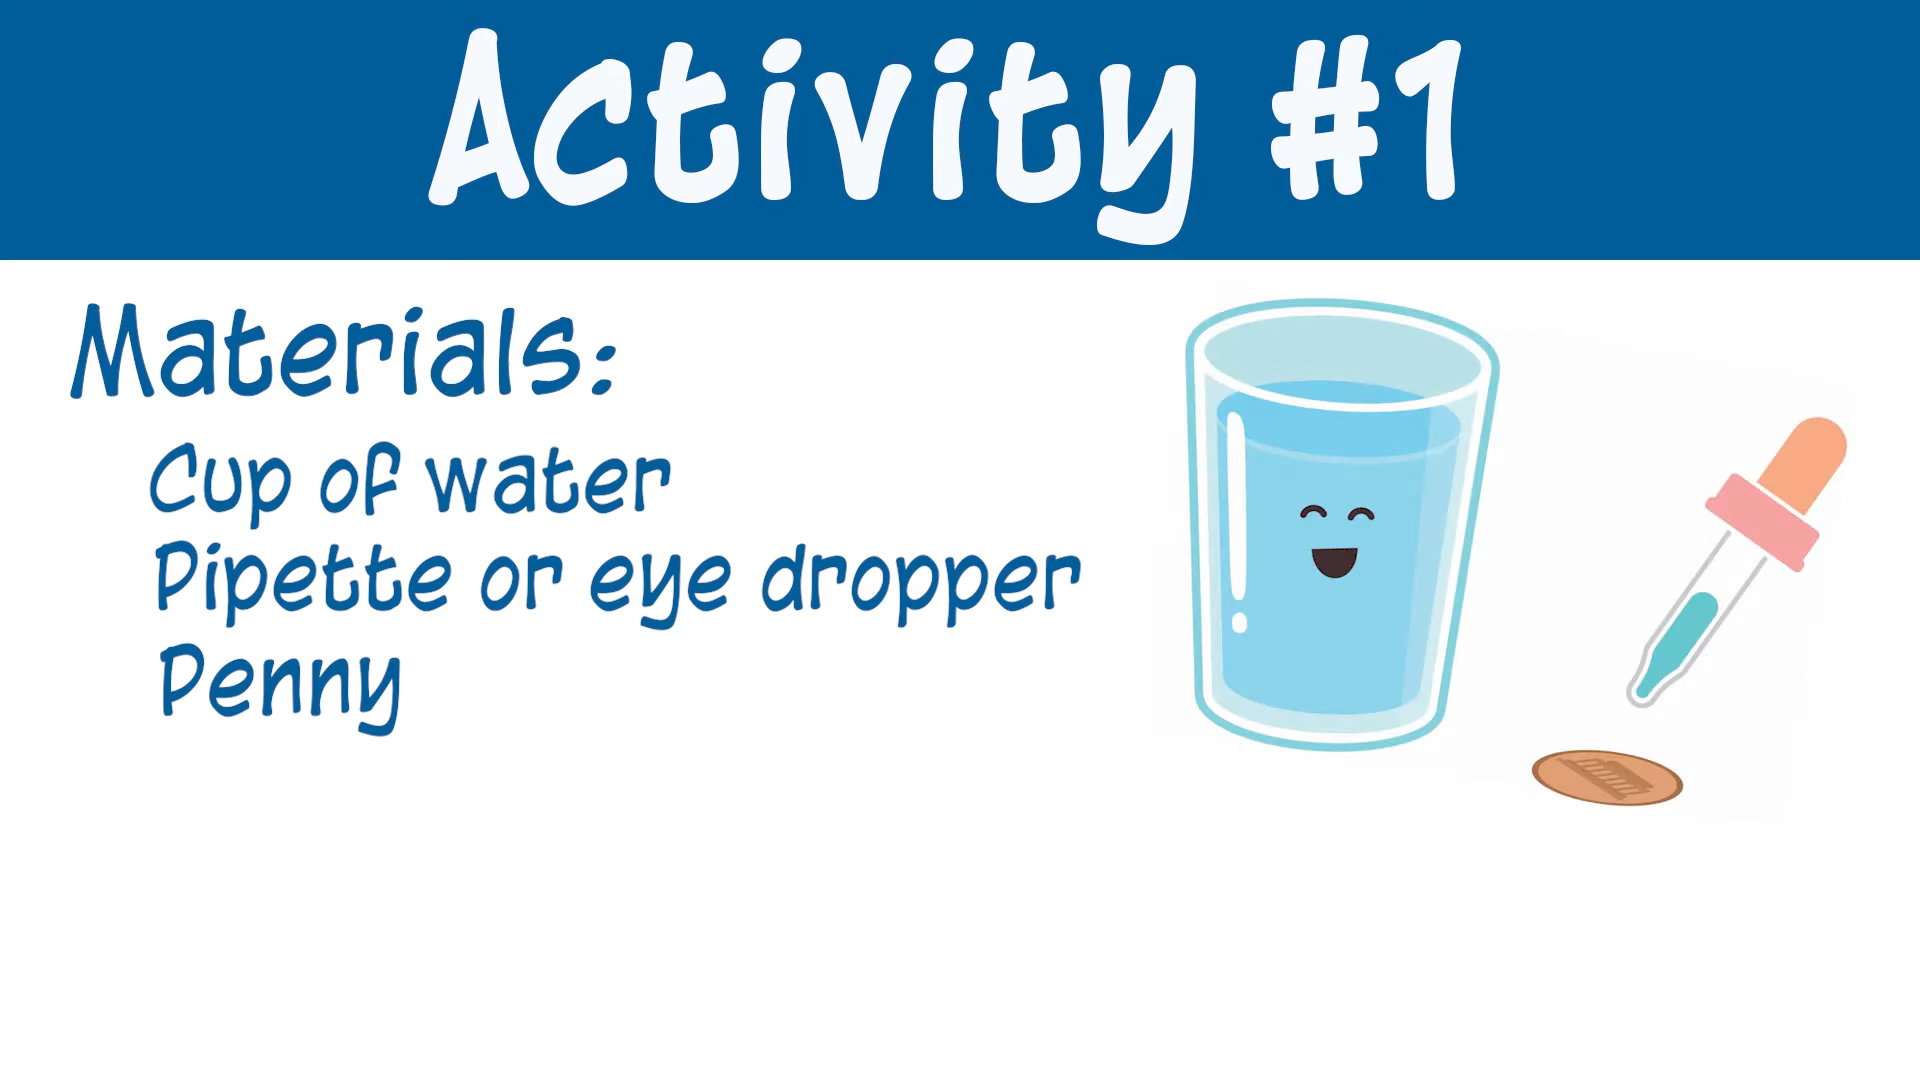 Activity #1
Materials:
Cup of water
Pipette or eye dropper
Penny